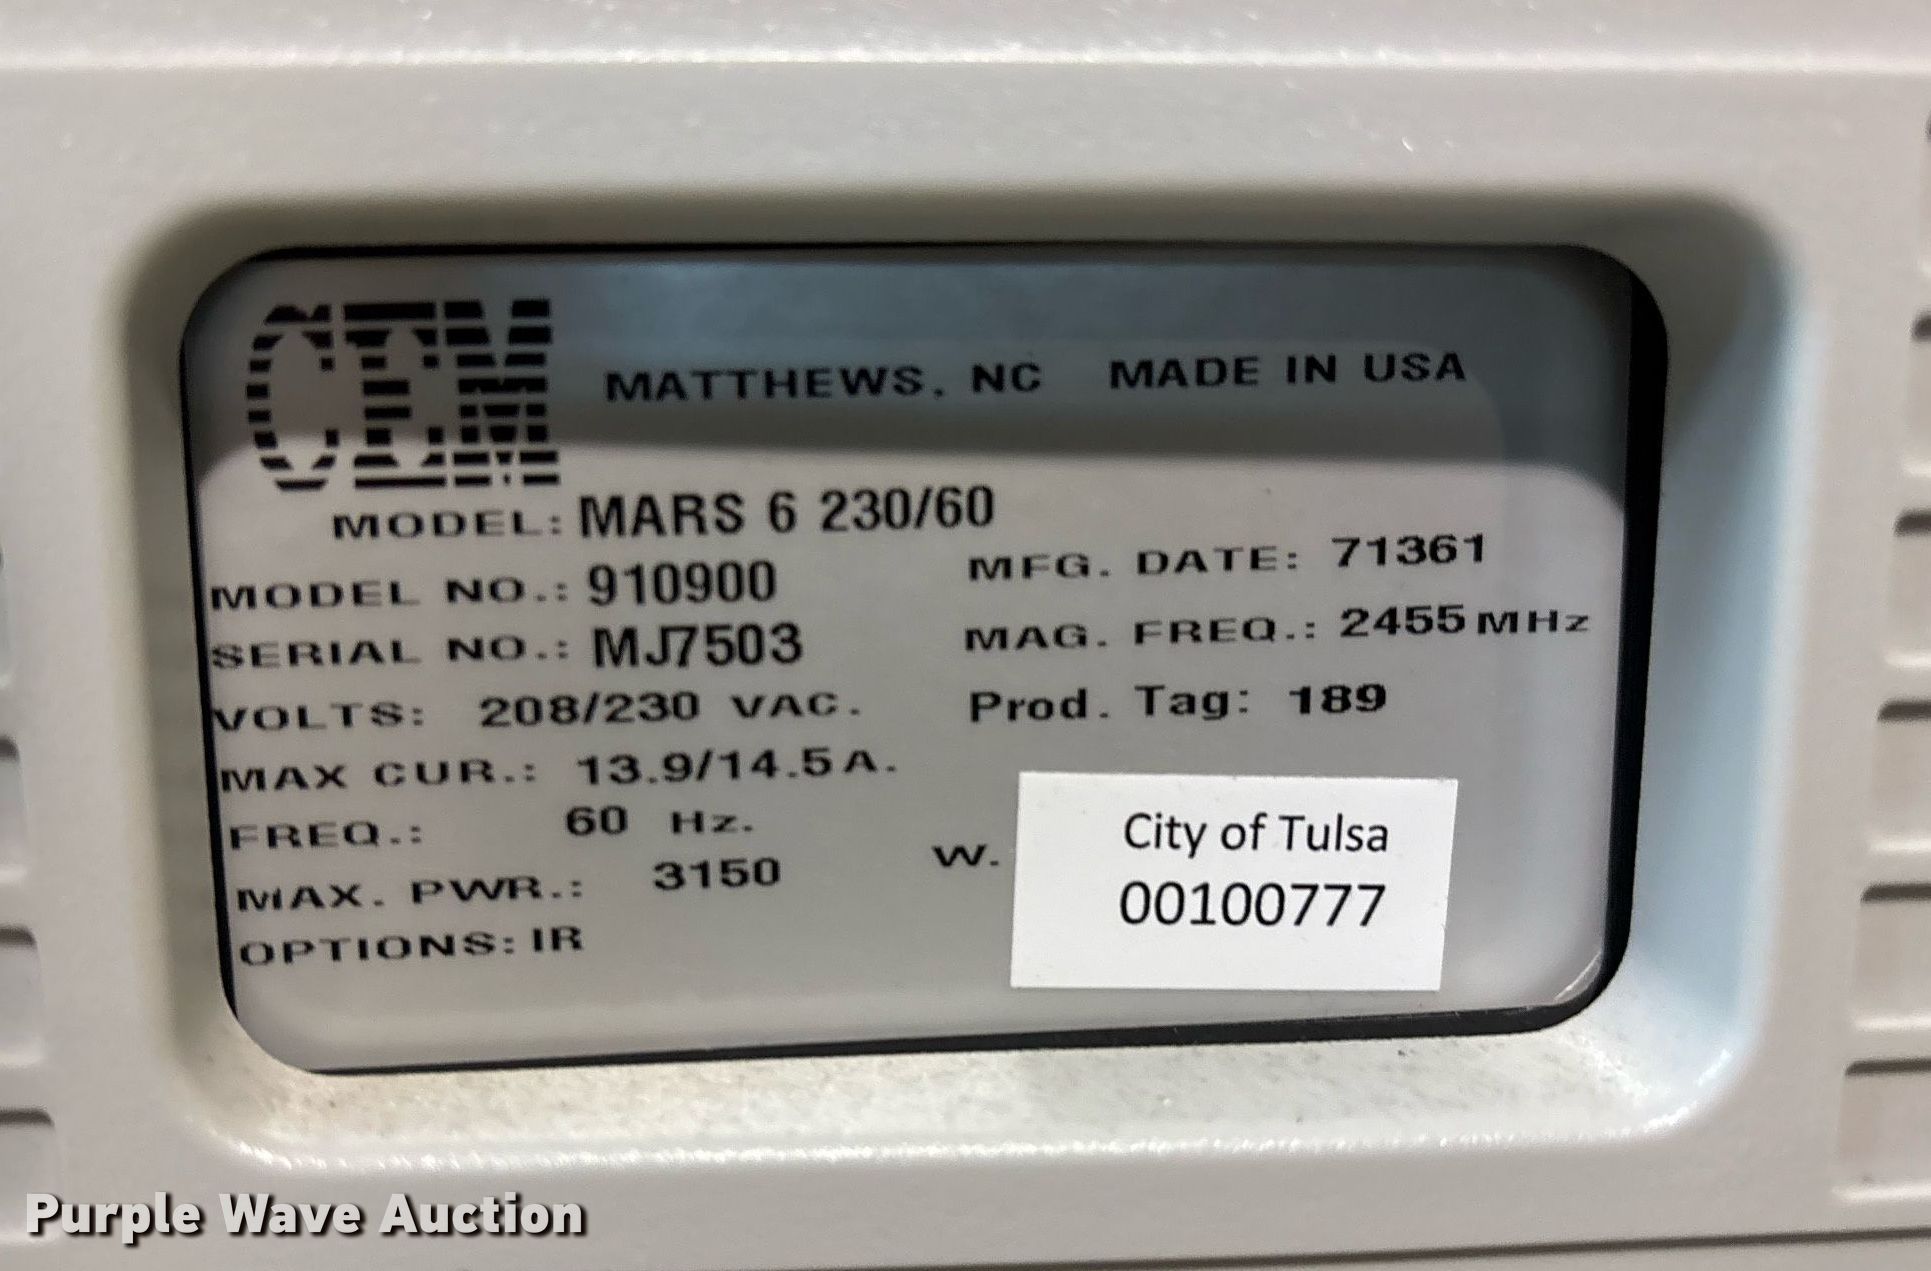 CEM MATTHEWS, NC MADE IN USA
MODEL: MARS 6 230/60
MODEL NO.: 910900
MFG. DATE: 71361
SERIAL NO.: MJ7503
MAG. FREQ.: 2455 MHz
VOLTS: 208/230 VAC.
Prod. Tag: 189
MAX CUR.: 13.9/14.5 A.
FREQ.: 60 Hz.
MAX. PWR.: 3150 W.
OPTIONS: IR
City of Tulsa
00100777
Purple Wave Auction